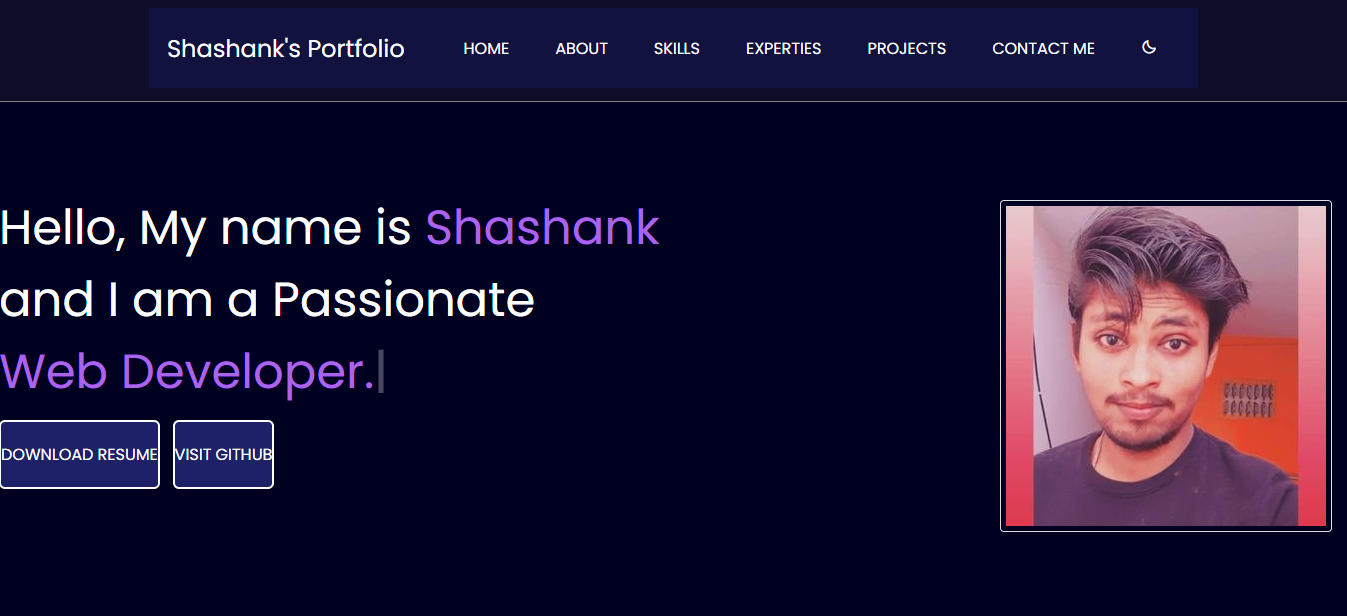 Shashank's Portfolio HOME ABOUT SKILLS EXPERTIES PROJECTS CONTACT ME
Hello, My name is Shashank
and I am a Passionate
Web Developer.
DOWNLOAD RESUME VISIT GITHUB